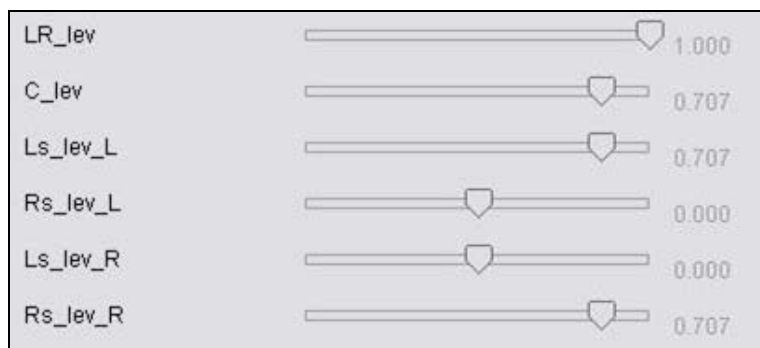 LR_lev 1.000
C_lev 0.707
Ls_lev_L 0.707
Rs_lev_L 0.000
Ls_lev_R 0.000
Rs_lev_R 0.707